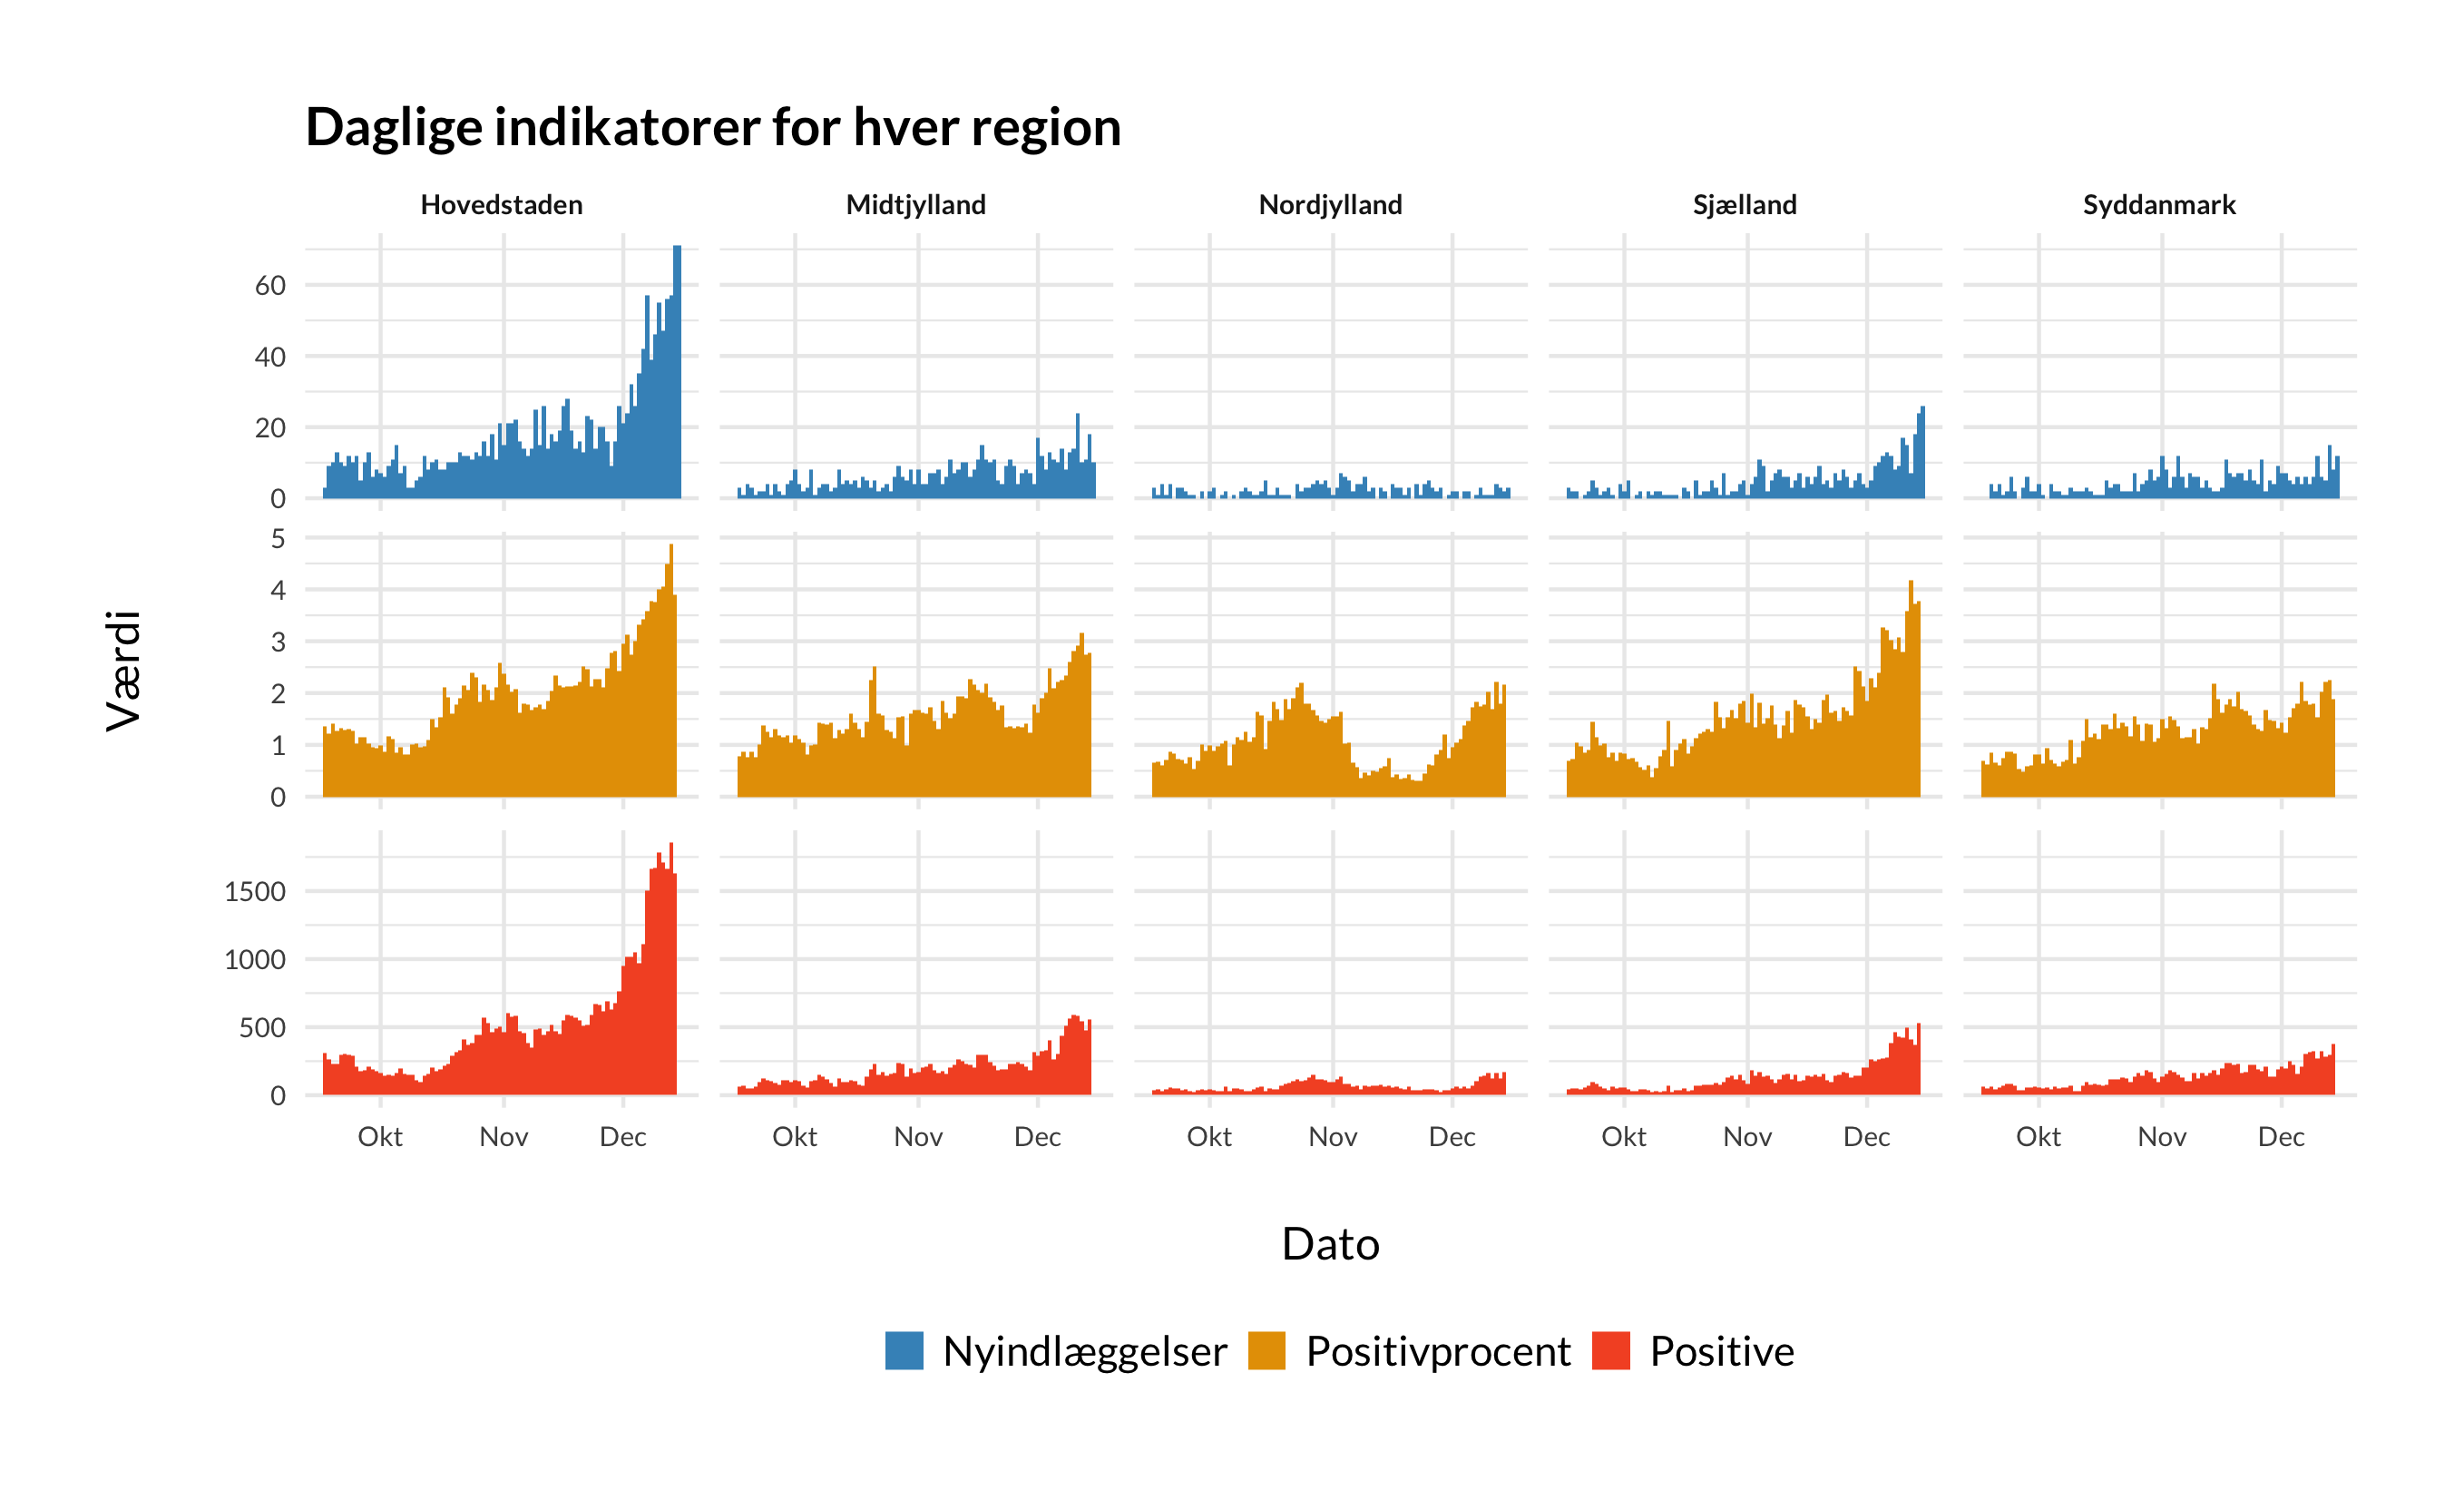 Daglige indikatorer for hver region
Hovedstaden Midtjylland Nordjylland Sjælland Syddanmark
60
40
20
0
5
4
3
2
1
0
1500
1000
500
0
Værdi
Okt Nov Dec Okt Nov Dec Okt Nov Dec Okt Nov Dec Okt Nov Dec
Dato
Nyindlæggelser Positivprocent Positive